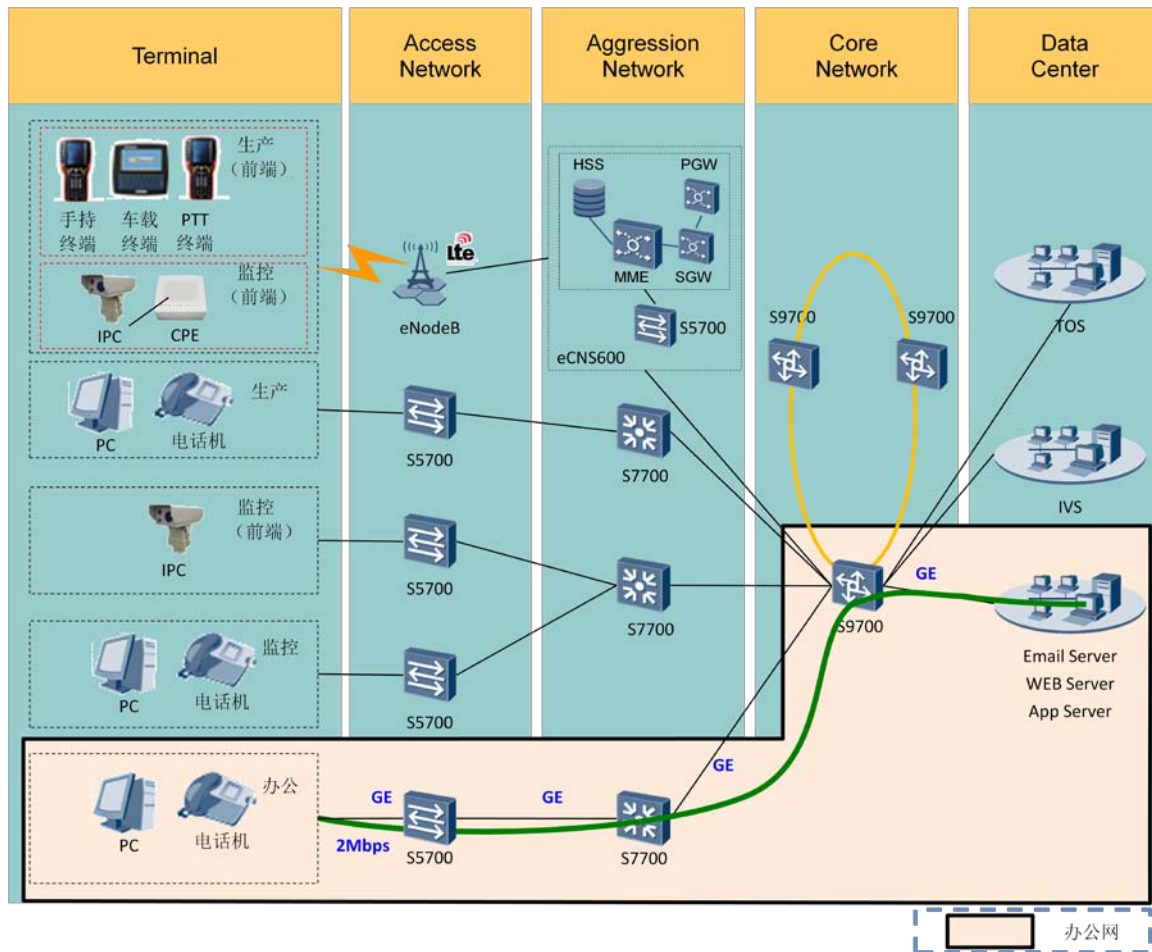 Terminal
Access
Network
Aggression
Network
Core
Network
Data
Center
生产
（前端）
手持
终端
车载
终端
PTT
终端
监控
（前端）
IPC
CPE
Lte
eNodeB
HSS
PGW
MME
SGW
S5700
eCNS600
S9700
S9700
TOS
生产
PC
电话机
S5700
S7700
IVS
监控
（前端）
IPC
S5700
S7700
GE
S9700
监控
PC
电话机
S5700
Email Server
WEB Server
App Server
办公
PC
电话机
GE
2Mbps
S5700
GE
S7700
GE
办公网